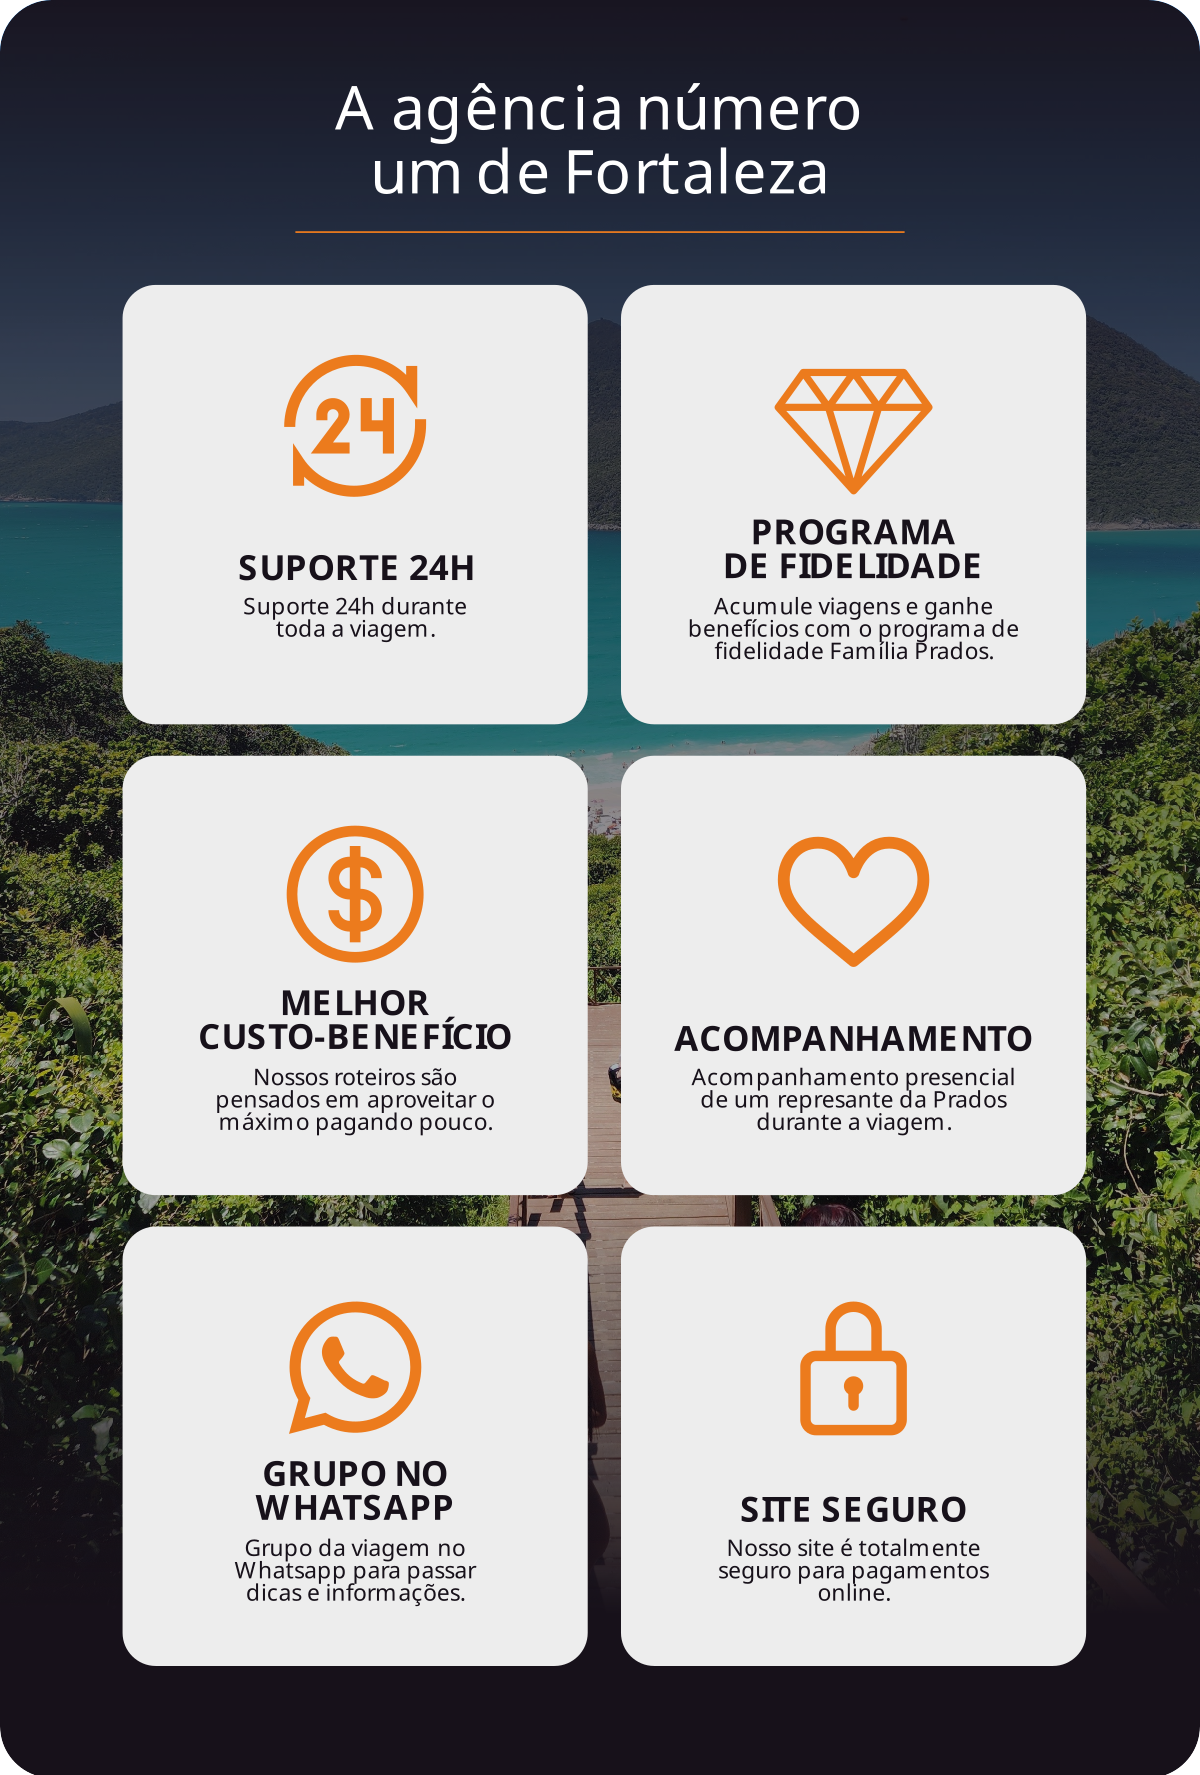 A agência número
um de Fortaleza
24
SUPORTE 24H
Suporte 24h durante
toda a viagem.
PROGRAMA
DE FIDELIDADE
Acumule viagens e ganhe
benefícios com o programa de
fidelidade Família Prados.
$
MELHOR
CUSTO-BENEFÍCIO
Nossos roteiros são
pensados em aproveitar o
máximo pagando pouco.
ACOMPANHAMENTO
Acompanhamento presencial
de um represante da Prados
durante a viagem.
GRUPO NO
WHATSAPP
Grupo da viagem no
Whatsapp para passar
dicas e informações.
SITE SEGURO
Nosso site é totalmente
seguro para pagamentos
online.